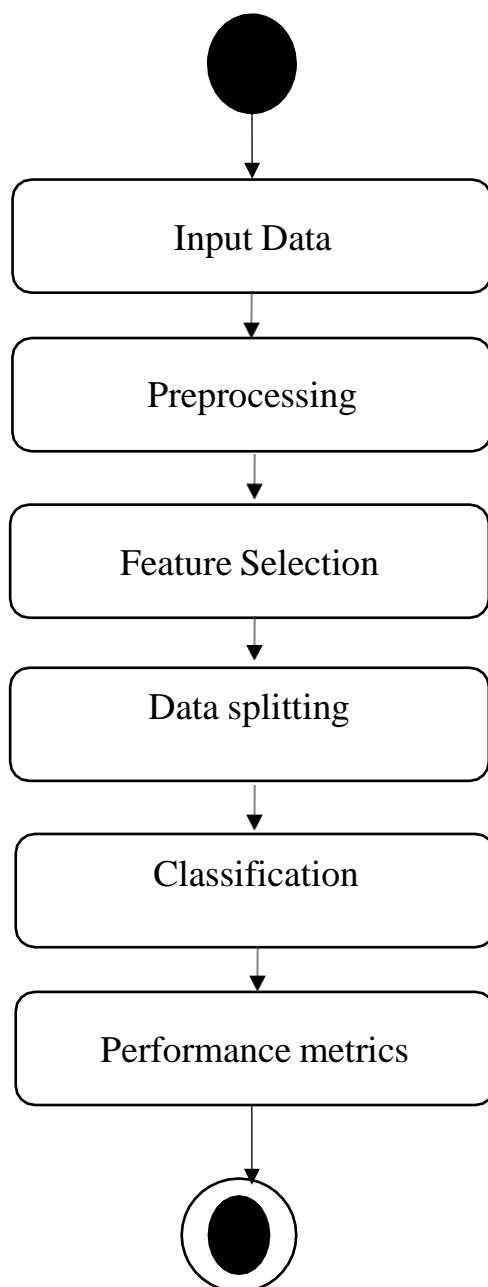 Input Data
Preprocessing
Feature Selection
Data splitting
Classification
Performance metrics